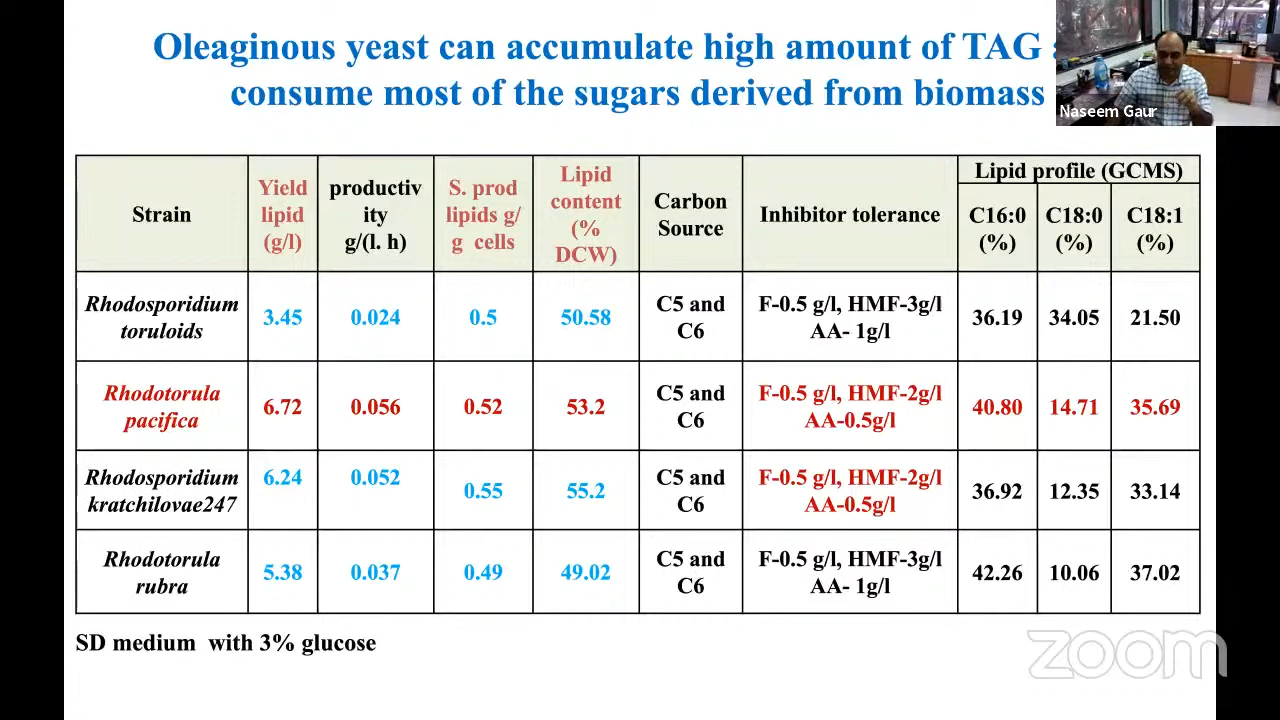 Oleaginous yeast can accumulate high amount of TAG
consume most of the sugars derived from biomass
Naseem Gaur
Strain
Yield
lipid
(g/l)
productiv
ity
g/(l. h)
S. prod
lipids g/
g cells
Lipid
content
(%
DCW)
Carbon
Source
Inhibitor tolerance
Lipid profile (GCMS)
C16:0
(%)
C18:0
(%)
C18:1
(%)
Rhodosporidium
toruloids
3.45
0.024
0.5
50.58
C5 and
C6
F-0.5 g/l, HMF-3g/l
AA- 1g/l
36.19
34.05
21.50
Rhodotorula
pacifica
6.72
0.056
0.52
53.2
C5 and
C6
F-0.5 g/l, HMF-2g/l
AA-0.5g/l
40.80
14.71
35.69
Rhodosporidium
kratchilovae247
6.24
0.052
0.55
55.2
C5 and
C6
F-0.5 g/l, HMF-2g/l
AA-0.5g/l
36.92
12.35
33.14
Rhodotorula
rubra
5.38
0.037
0.49
49.02
C5 and
C6
F-0.5 g/l, HMF-3g/l
AA- 1g/l
42.26
10.06
37.02
SD medium with 3% glucose
zoom